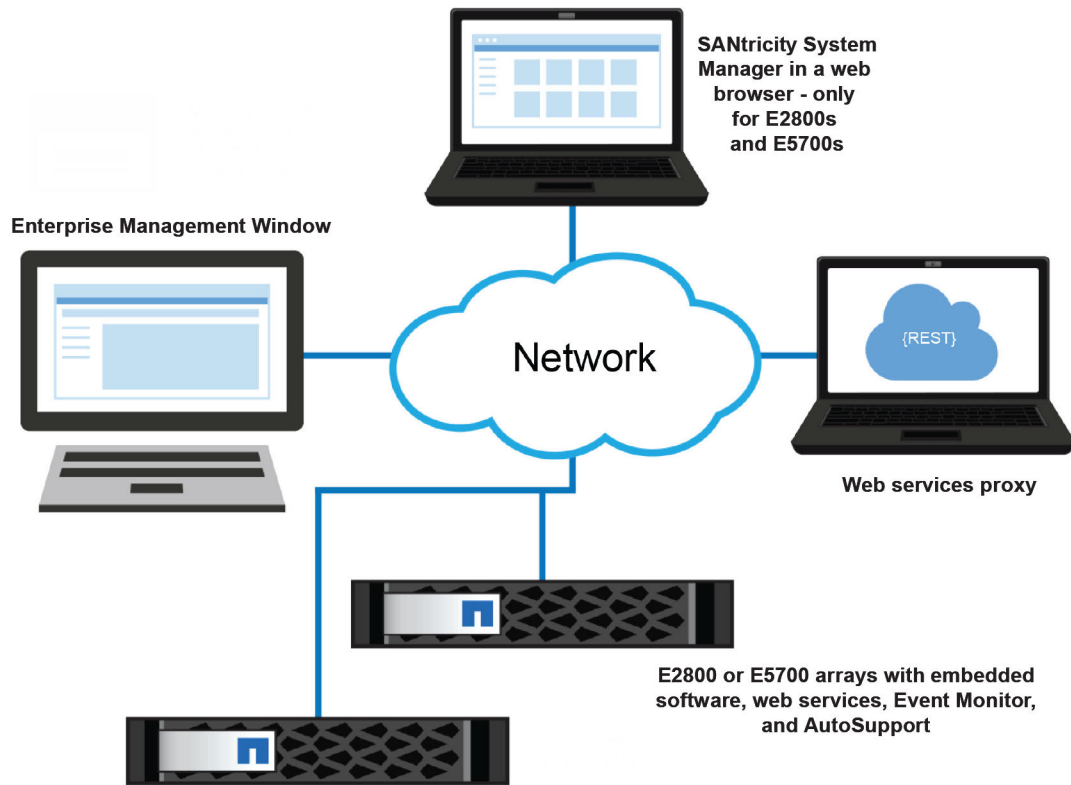 SANtricity System
Manager in a web
browser - only
for E2800s
and E5700s
Enterprise Management Window
Network
{REST}
Web services proxy
E2800 or E5700 arrays with embedded
software, web services, Event Monitor,
and AutoSupport